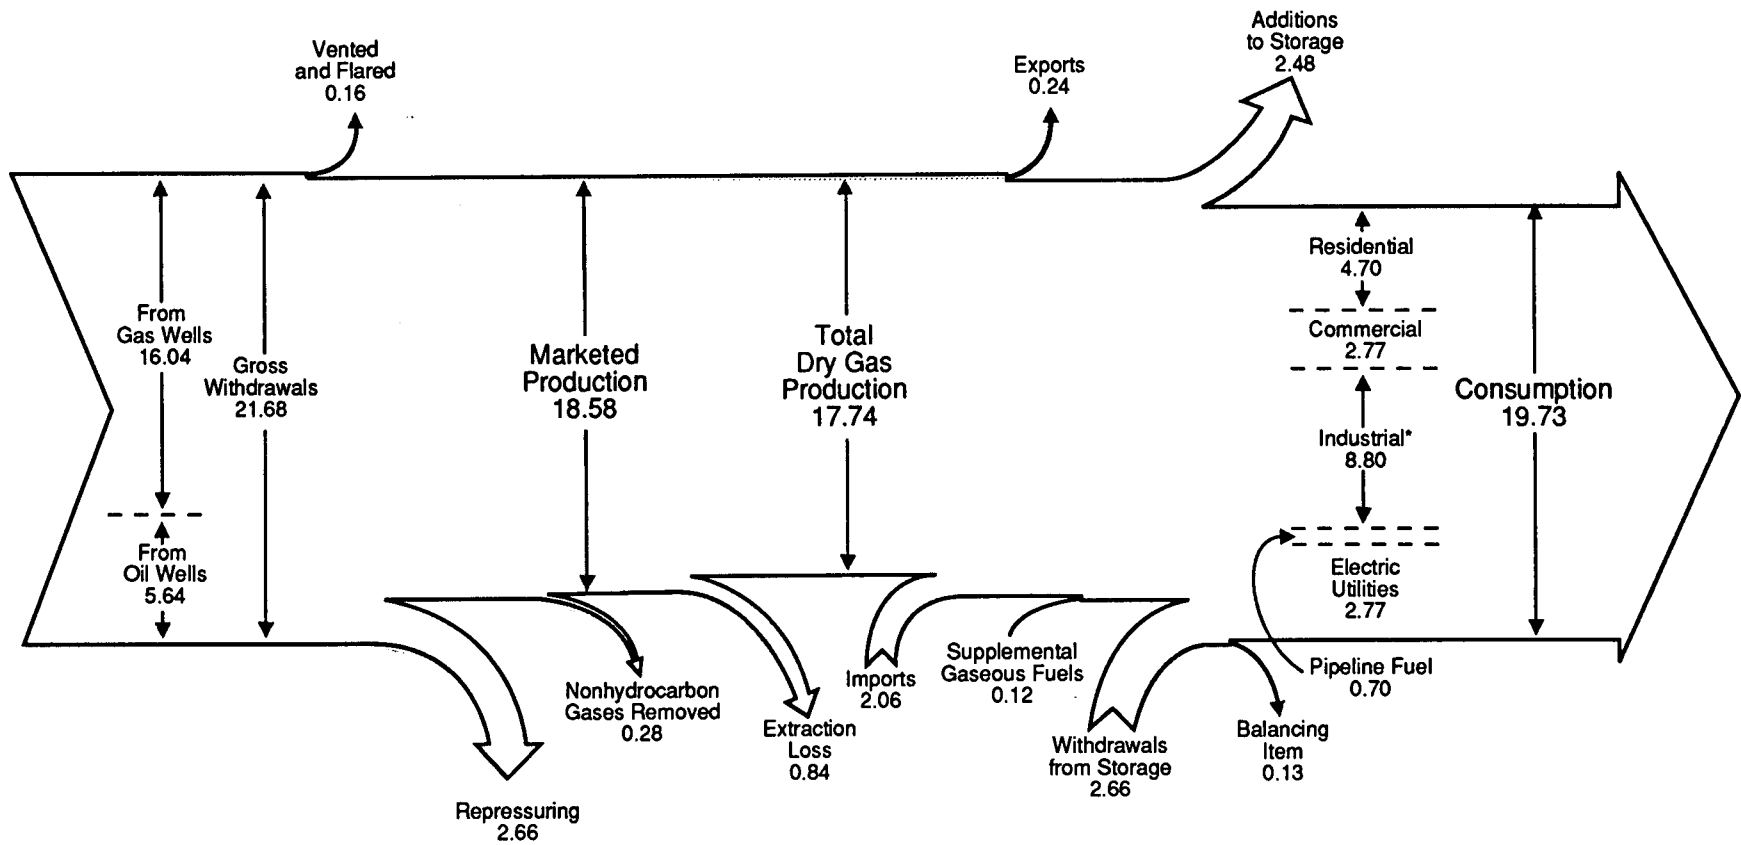 Vented
and Flared
0.16
Exports
0.24
Additions
to Storage
2.48
From
Gas Wells
16.04
Gross
Withdrawals
21.68
From
Oil Wells
5.64
Marketed
Production
18.58
Total
Dry Gas
Production
17.74
Residential
4.70
Commercial
2.77
Industrial*
8.80
Electric
Utilities
2.77
Consumption
19.73
Repressuring
2.66
Nonhydrocarbon
Gases Removed
0.28
Extraction
Loss
0.84
Imports
2.06
Supplemental
Gaseous Fuels
0.12
Withdrawals
from Storage
2.66
Balancing
Item
0.13
Pipeline Fuel
0.70